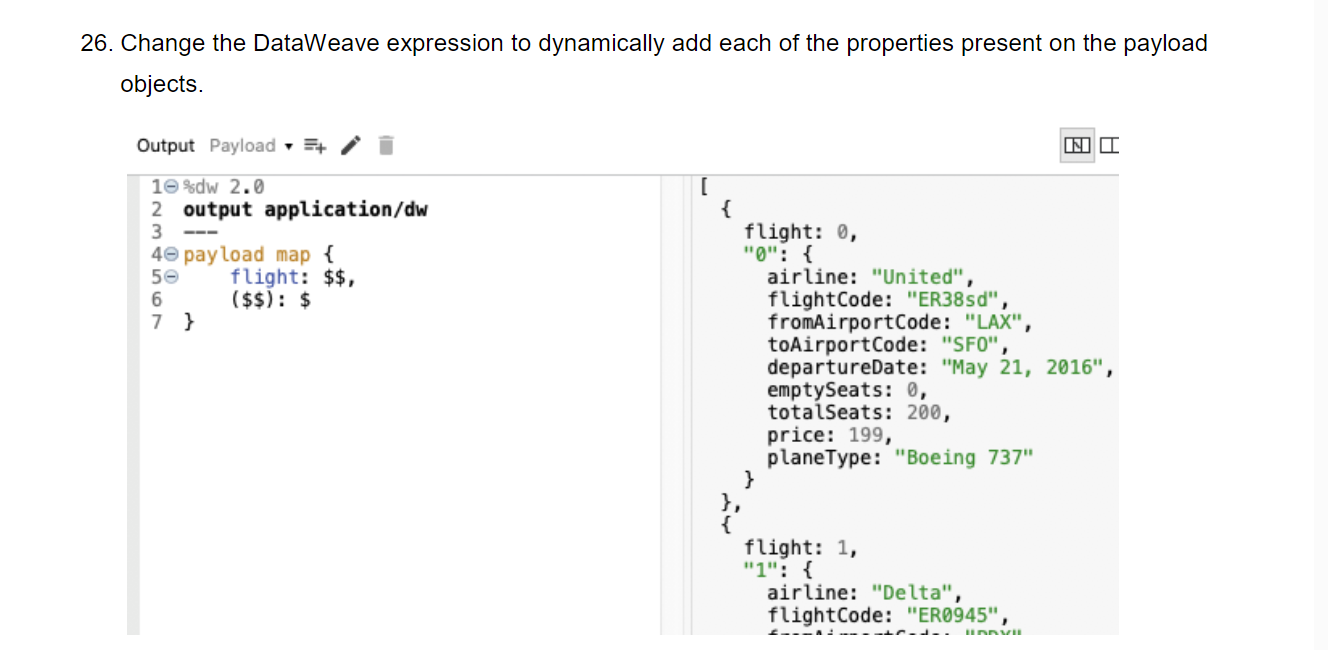 26. Change the DataWeave expression to dynamically add each of the properties present on the payload
objects.
Output Payload
1 %dw 2.0
2 output application/dw
3 ---
4 payload map {
5 flight: $$,
6 ($$): $
7 }
[
{
flight: 0,
"0": {
airline: "United",
flightCode: "ER38sd",
fromAirportCode: "LAX",
toAirportCode: "SFO",
departureDate: "May 21, 2016",
emptySeats: 0,
totalSeats: 200,
price: 199,
planeType: "Boeing 737"
}
},
{
flight: 1,
"1": {
airline: "Delta",
flightCode: "ER0945",